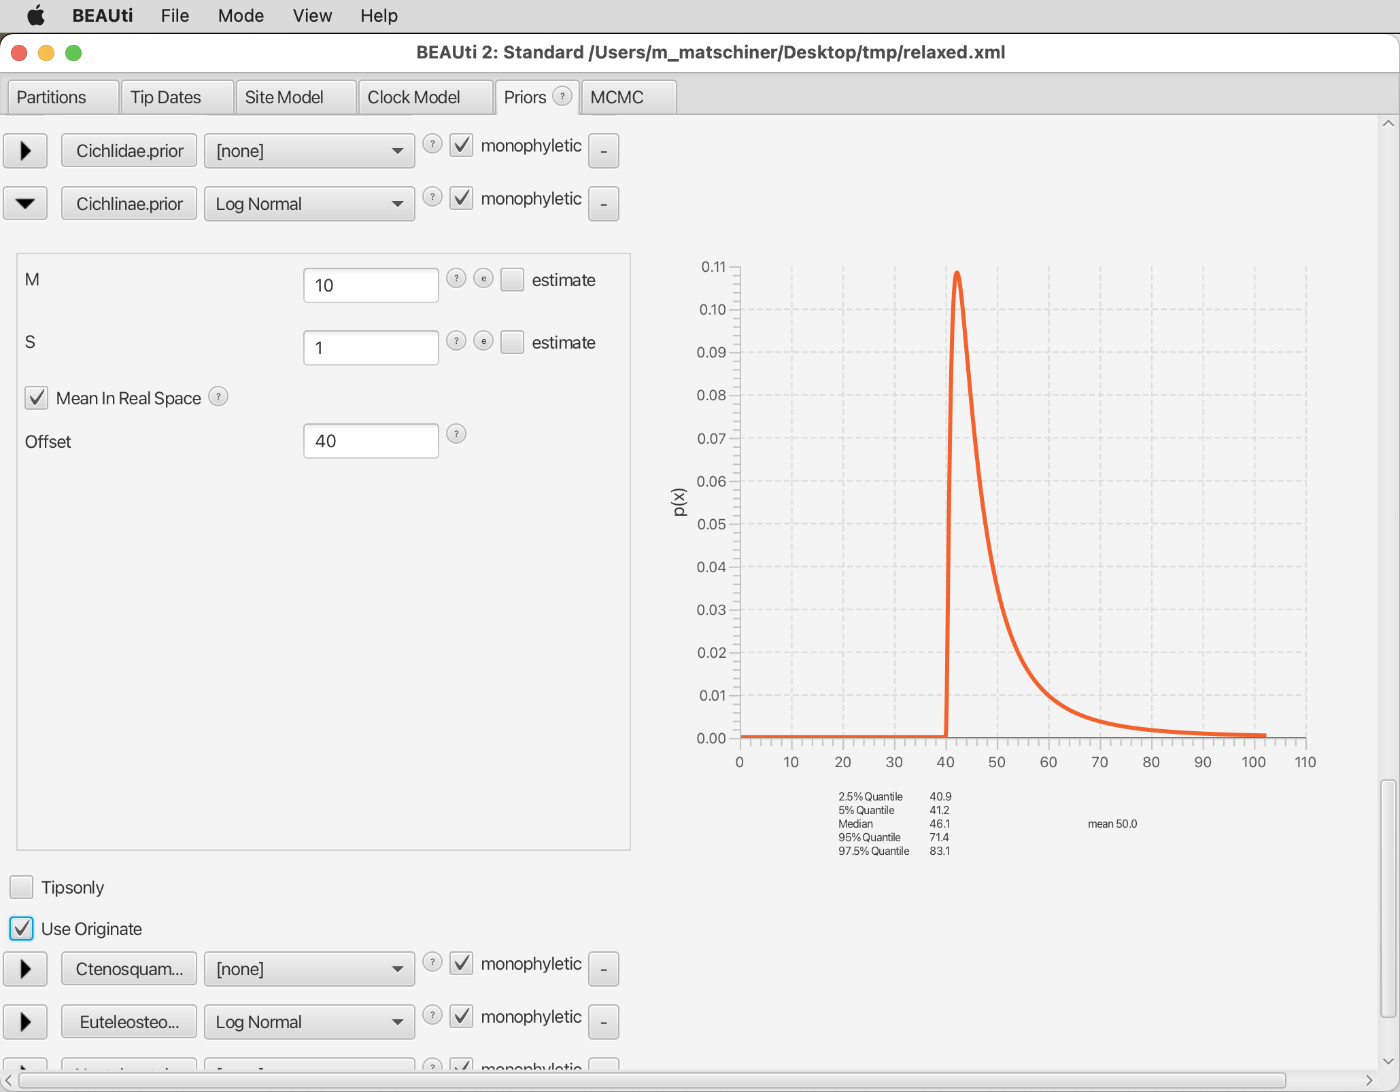 BEAUti File Mode View Help
BEAUti 2: Standard /Users/m_matschiner/Desktop/tmp/relaxed.xml
Partitions Tip Dates Site Model Clock Model Priors ? MCMC
Cichlidae.prior [none] ? monophyletic -
Cichlinae.prior Log Normal ? monophyletic -
M 10 ? e estimate
S 1 ? e estimate
Mean In Real Space ?
Offset 40 ?
p(x)
0.11
0.10
0.09
0.08
0.07
0.06
0.05
0.04
0.03
0.02
0.01
0.00
0 10 20 30 40 50 60 70 80 90 100 110
2.5% Quantile 40.9
5% Quantile 41.2
Median 46.1 mean 50.0
95% Quantile 71.4
97.5% Quantile 83.1
Tipsonly
Use Originate
Ctenosquam... [none] ? monophyletic -
Euteleosteo... Log Normal ? monophyletic -
monophyletic